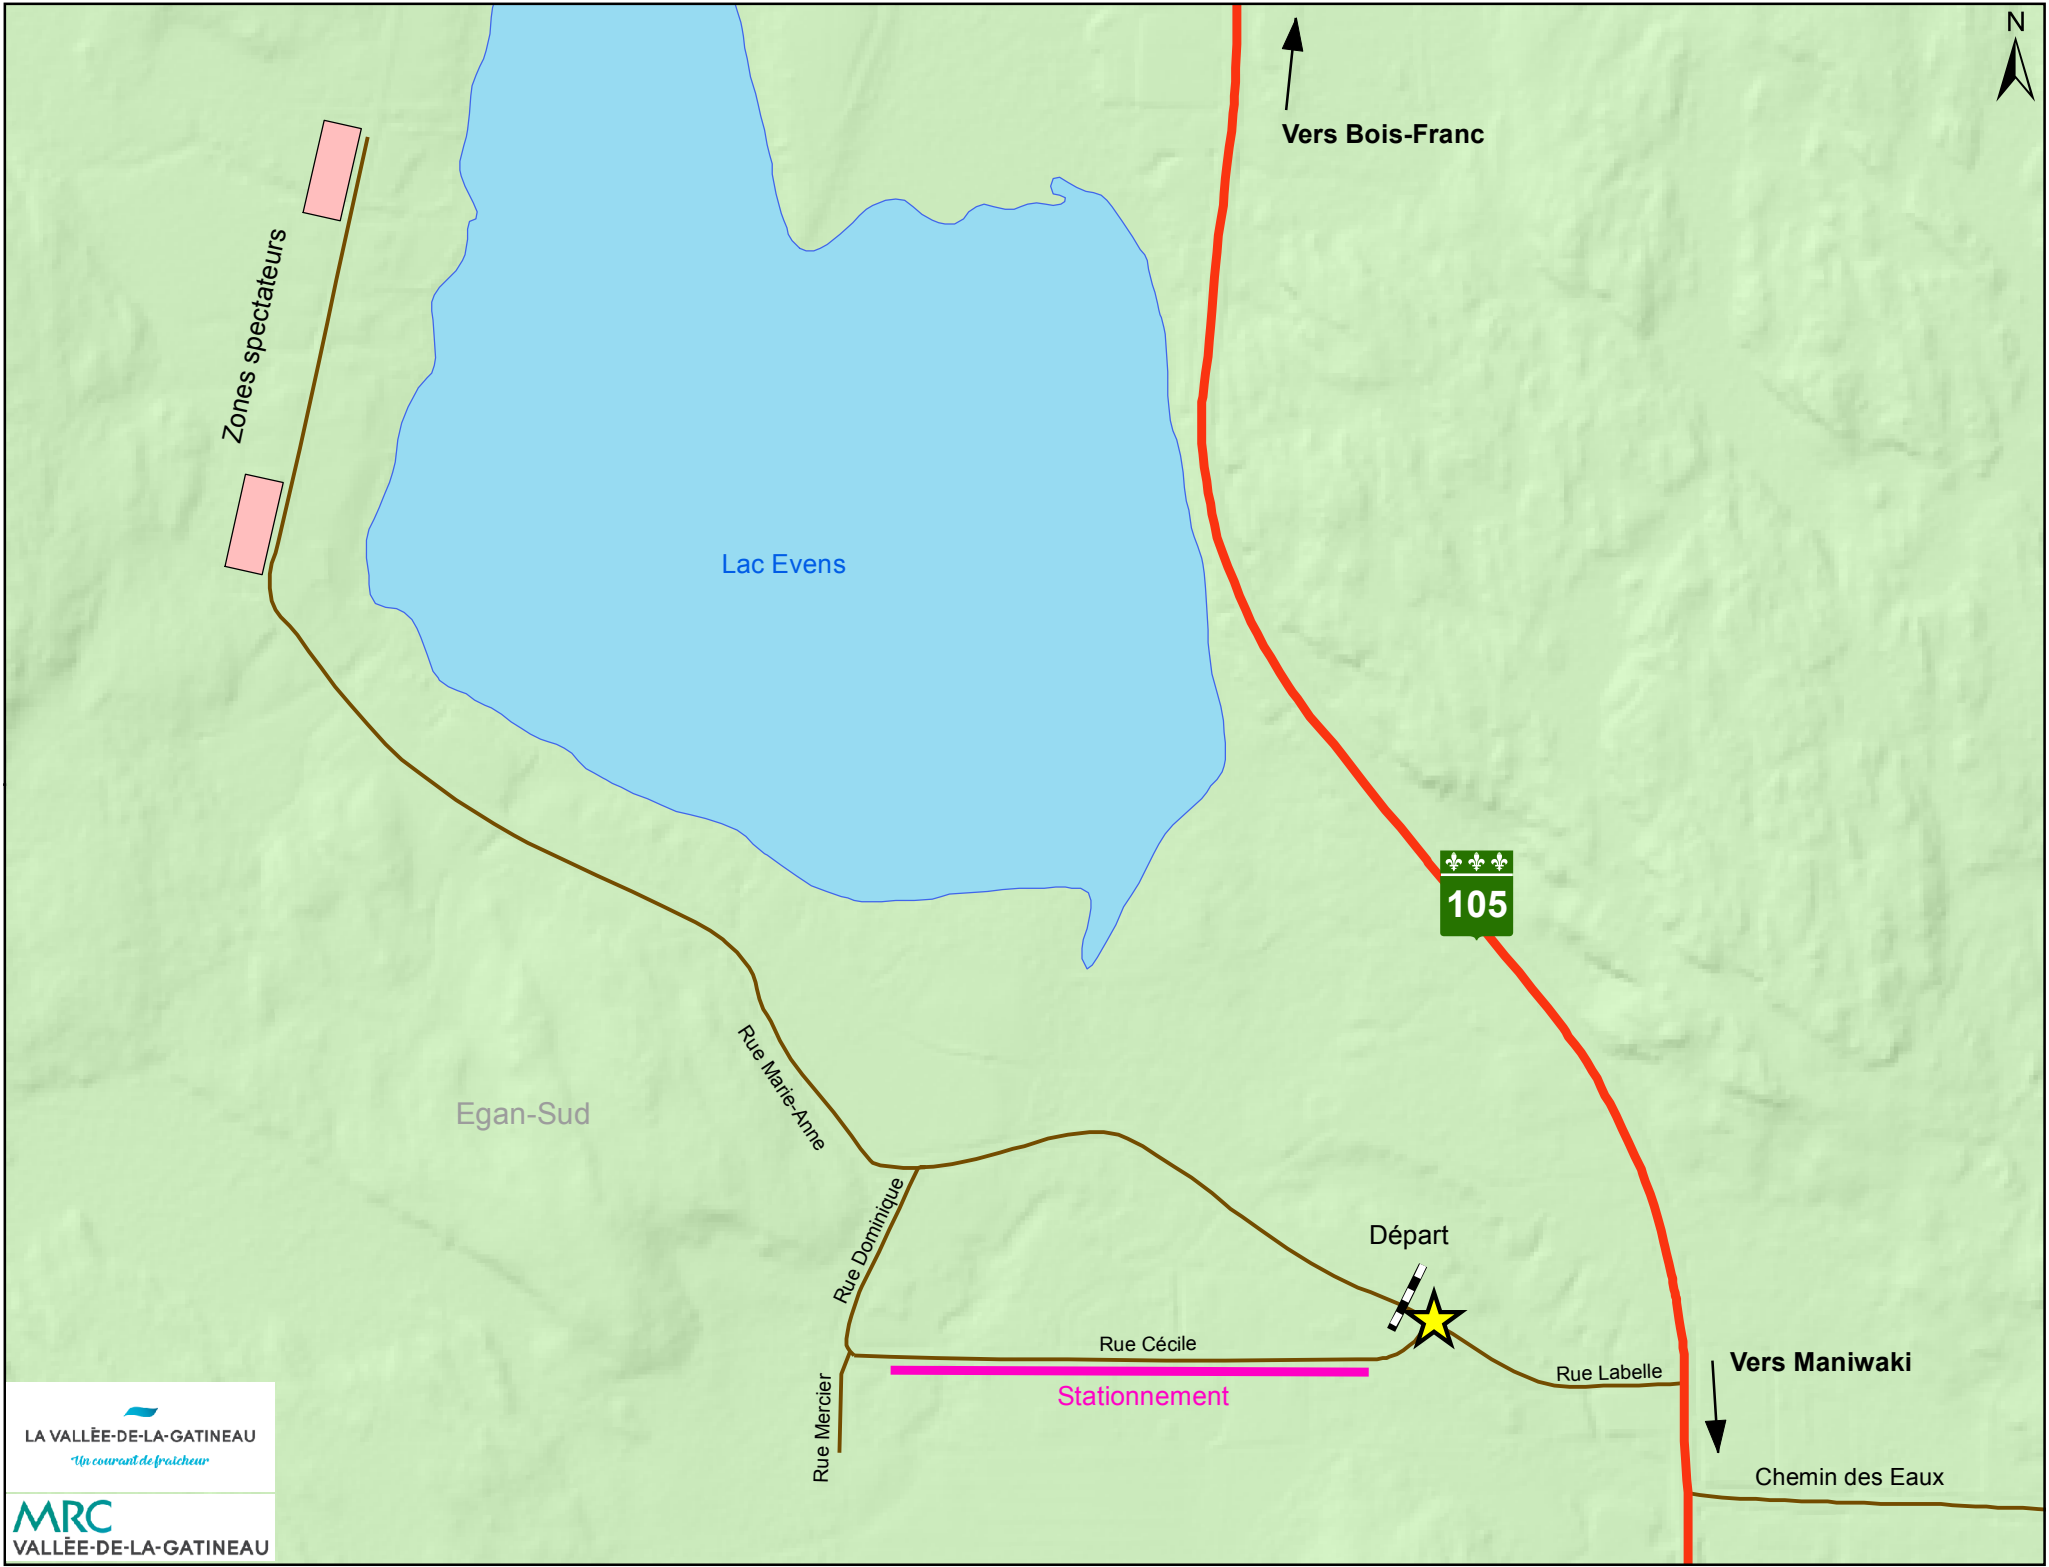 N
Vers Bois-Franc
Zones spectateurs
Lac Evens
105
Rue Marie-Anne
Egan-Sud
Rue Dominique
Départ
Rue Cécile
Stationnement
Rue Labelle
Vers Maniwaki
Rue Mercier
Chemin des Eaux
LA VALLÉE-DE-LA-GATINEAU
Un courant de fraîcheur
MRC
VALLÉE-DE-LA-GATINEAU